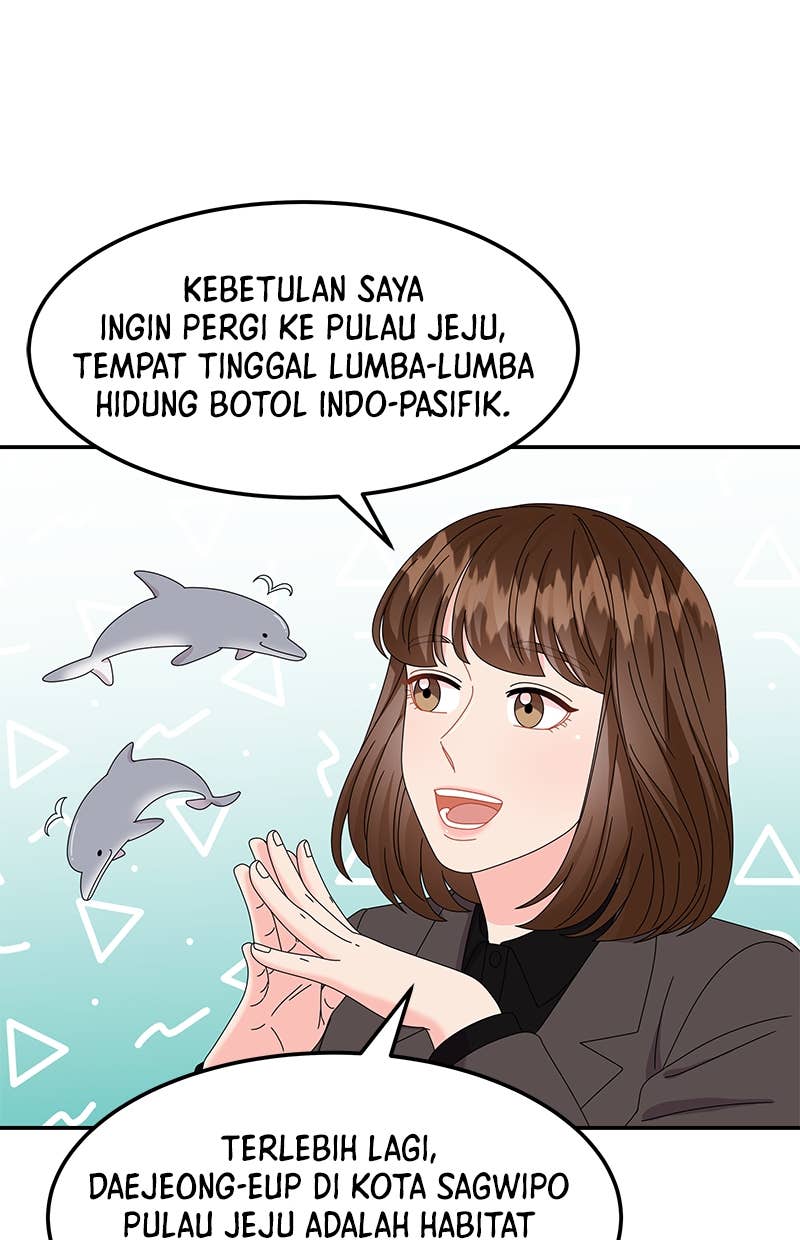 KEBETULAN SAYA
INGIN PERGI KE PULAU JEJU,
TEMPAT TINGGAL LUMBA-LUMBA
HIDUNG BOTOL INDO-PASIFIK.
TERLEBIH LAGI,
DAEJEONG-EUP DI KOTA SAGWIPO
PULAU JEJU ADALAH HABITAT